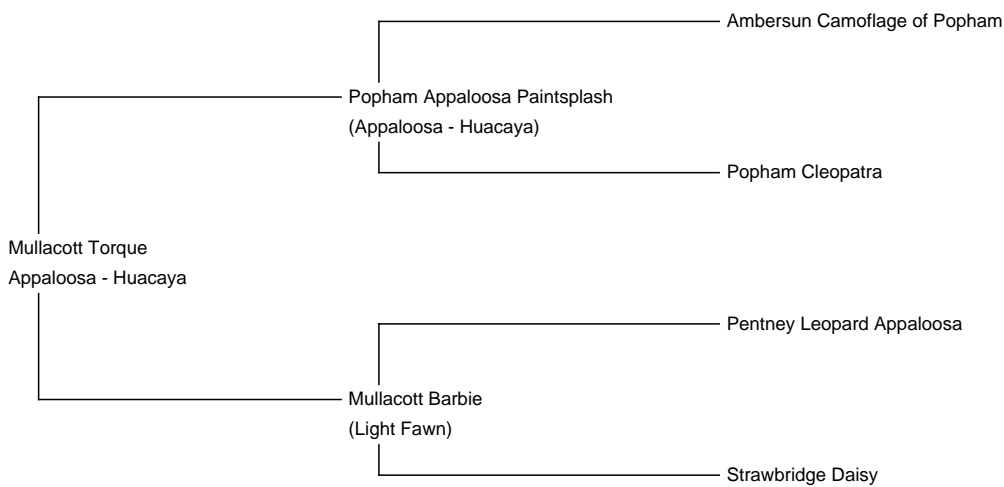 Ambersun Camoflage of Popham
Popham Appaloosa Paintsplash
(Appaloosa - Huacaya)
Popham Cleopatra
Mullacott Torque
Appaloosa - Huacaya
Pentney Leopard Appaloosa
Mullacott Barbie
(Light Fawn)
Strawbridge Daisy